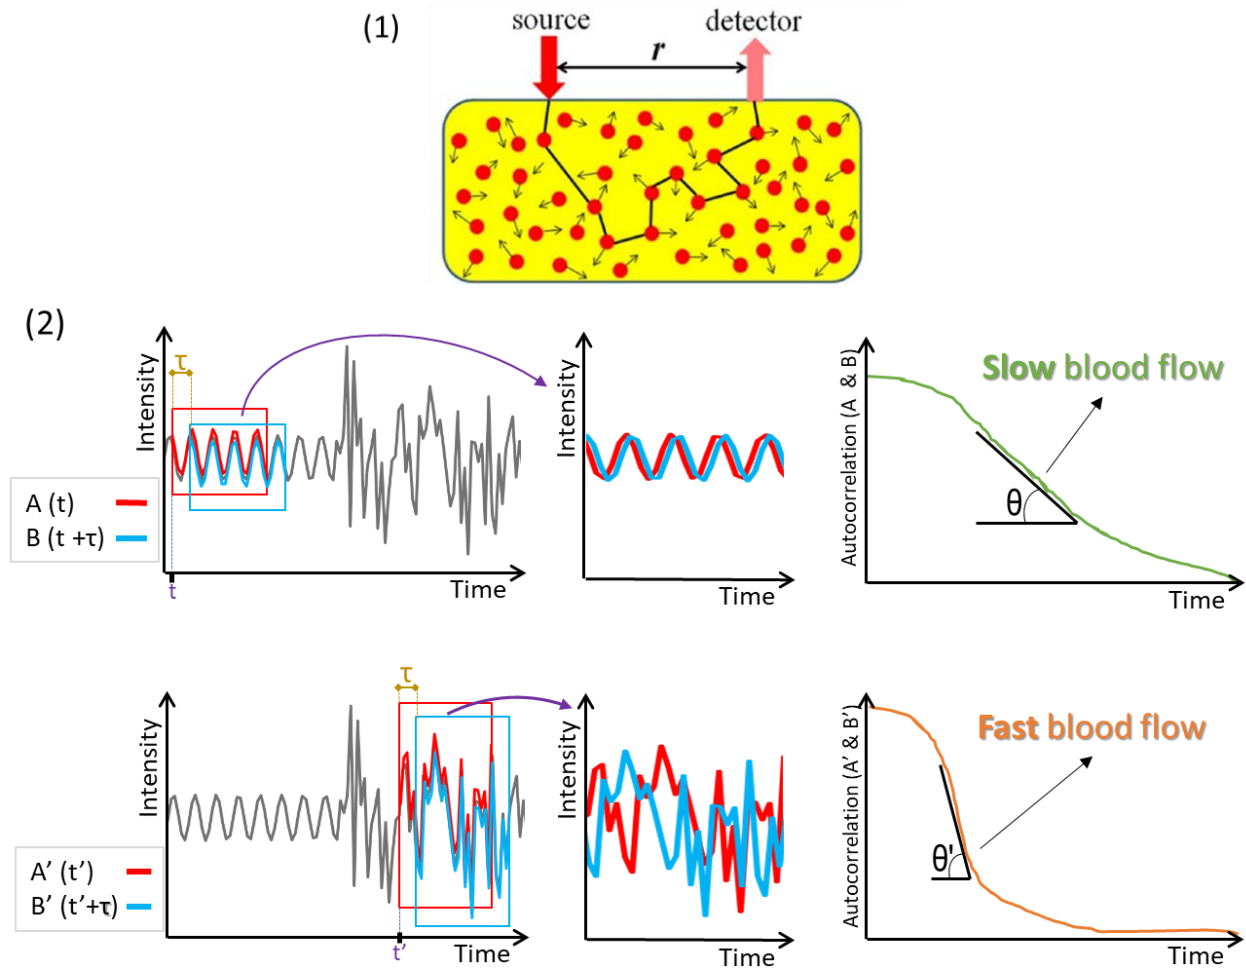 (1)
source
detector
r
(2)
τ
Intensity
Time
t
A (t)
B (t +τ)
Intensity
Time
Autocorrelation (A & B)
Slow blood flow
θ
Time
τ
Intensity
Time
t’
A’ (t’)
B’ (t’+τ)
Intensity
Time
Autocorrelation (A’ & B’)
Fast blood flow
θ'
Time